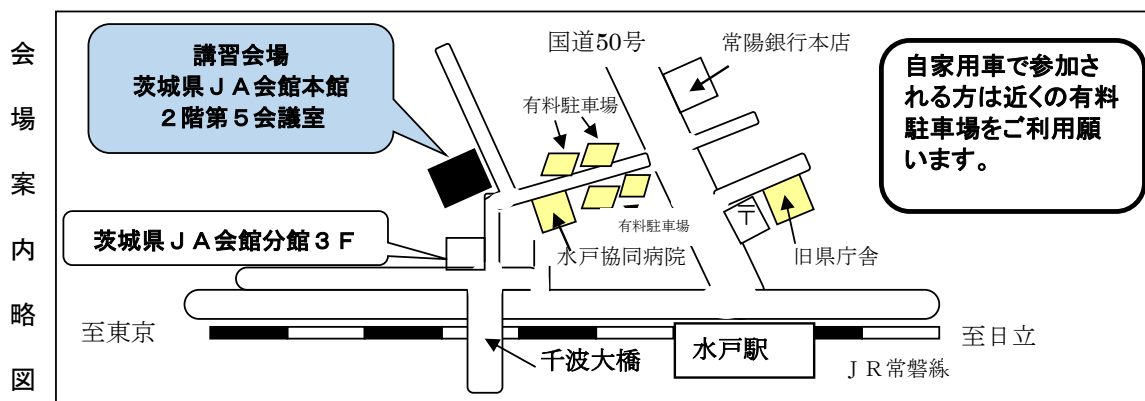 会場案内略図
講習会場
茨城県ＪＡ会館本館
２階第５会議室
国道50号
常陽銀行本店
自家用車で参加さ
れる方は近くの有料
駐車場をご利用願
います。
有料駐車場
茨城県ＪＡ会館分館３Ｆ
有料駐車場
〒
水戸協同病院
旧県庁舎
至東京
千波大橋
水戸駅
至日立
ＪＲ常磐線